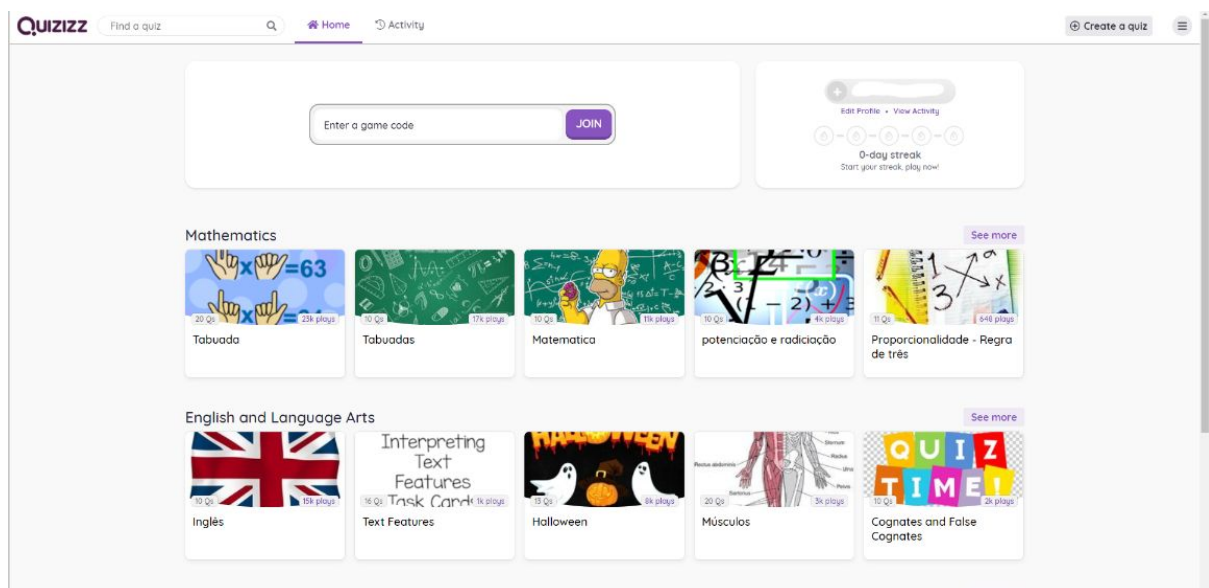 QUIZIZZ
Find a quiz
Home
Activity
Create a quiz
Enter a game code
JOIN
Edit Profile • View Activity
0-day streak
Start your streak, play now!
Mathematics
See more
x =63
x
20 Qs
23k plays
10 Qs
17k plays
10 Qs
11k plays
10 Qs
4k plays
11 Qs
648 plays
Tabuada
Tabuadas
Matematica
potenciação e radiciação
Proporcionalidade - Regra
de três
English and Language Arts
See more
Interpreting
Text
Features
Task Cards
HALLOWEEN
QUIZ
TIME!
10 Qs
15k plays
16 Qs
1k plays
13 Qs
8k plays
20 Qs
3k plays
10 Qs
2k plays
Inglês
Text Features
Halloween
Músculos
Cognates and False
Cognates